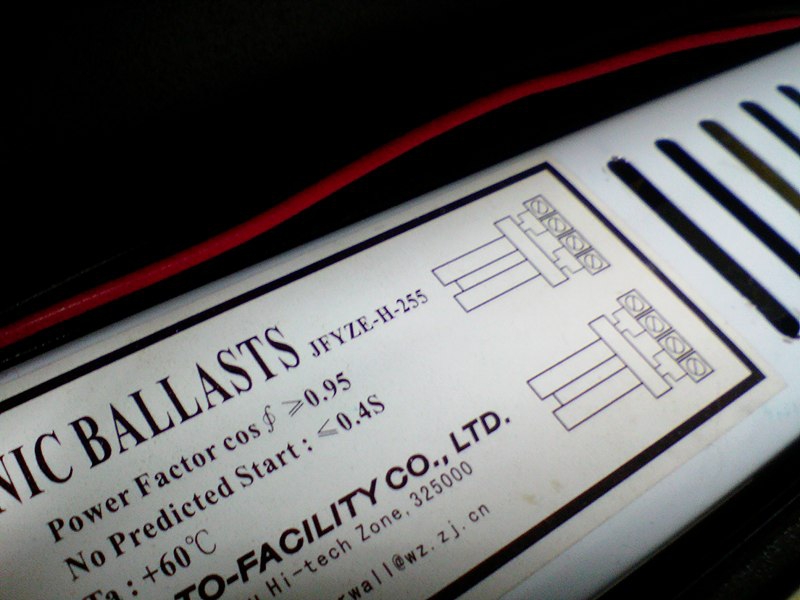 NIC BALLASTS JFYZE-H-255
Power Factor cos∮ ≥0.95
No Predicted Start : ≤0.4S
Ta : +60℃
TO-FACILITY CO., LTD.
Hi-tech Zone, 325000
rwall@wz.zj.cn